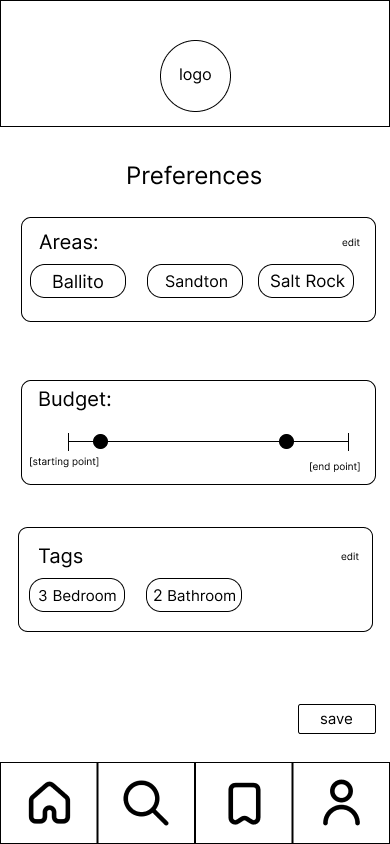 logo
Preferences
Areas:
edit
Ballito
Sandton
Salt Rock
Budget:
[starting point]
[end point]
Tags
edit
3 Bedroom
2 Bathroom
save